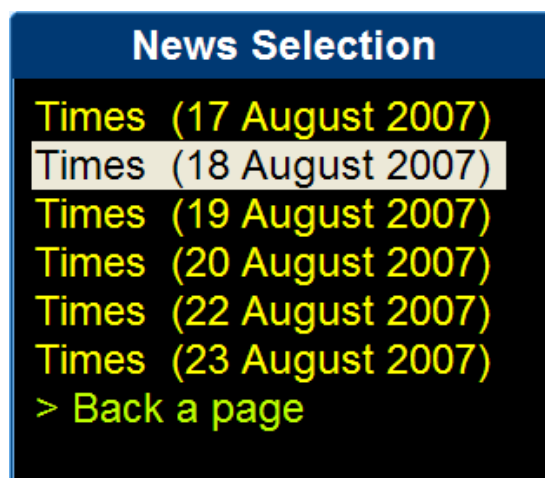 News Selection
Times (17 August 2007)
Times (18 August 2007)
Times (19 August 2007)
Times (20 August 2007)
Times (22 August 2007)
Times (23 August 2007)
> Back a page